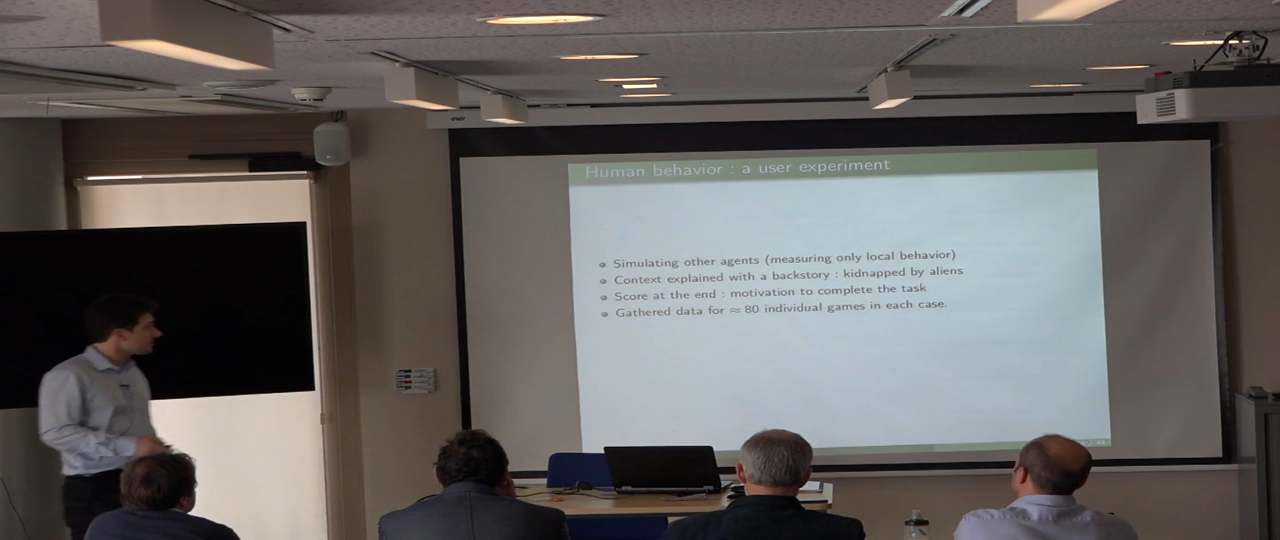 Human behavior : a user experiment
Simulating other agents (measuring only local behavior)
Context explained with a backstory : kidnapped by aliens
Score at the end : motivation to complete the task
Gathered data for ≈ 80 individual games in each case.